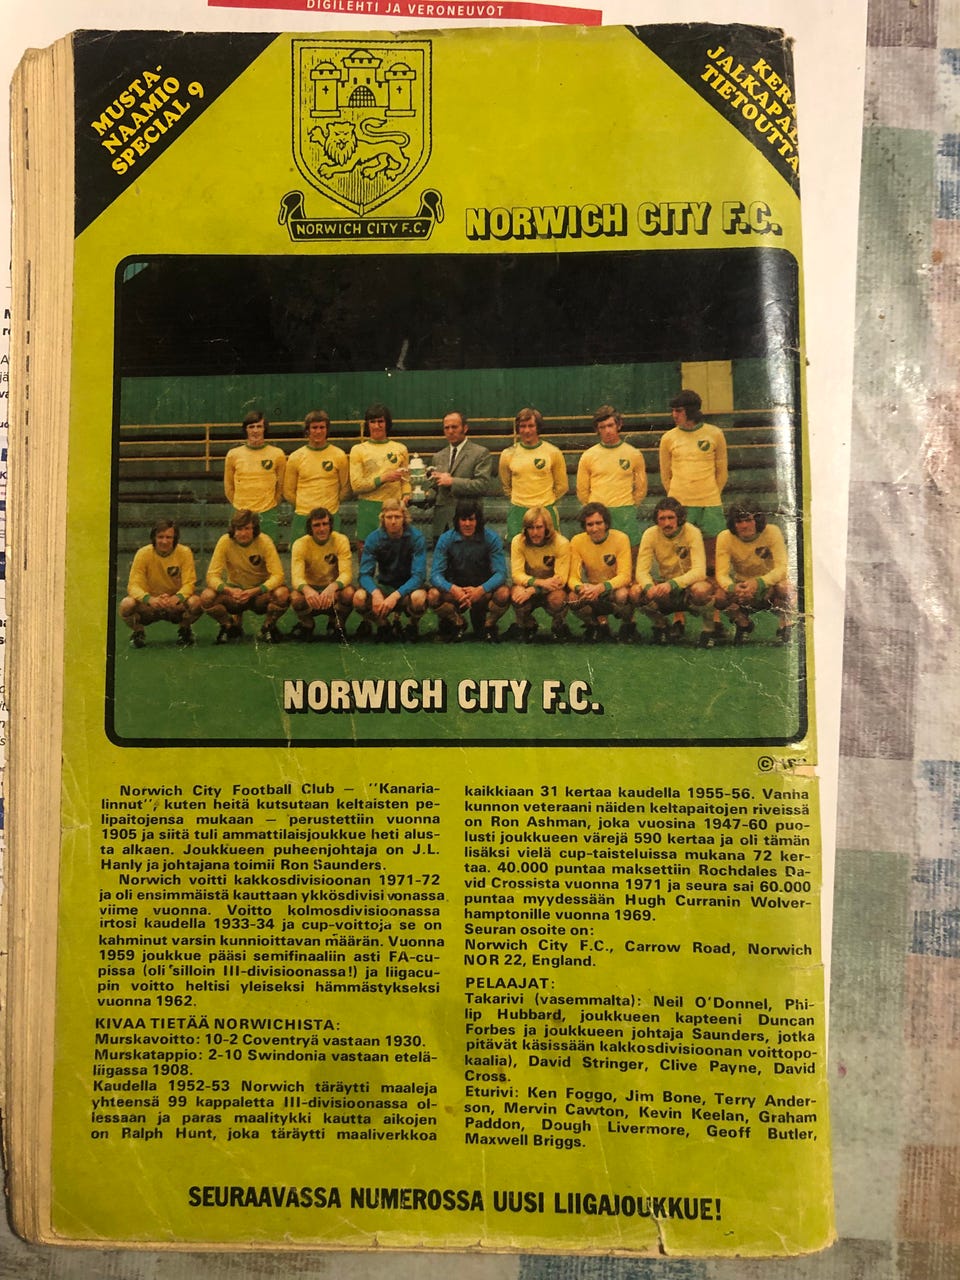 DIGILEHTI JA VERONEUVOT
MUSTA-
NAAMIO
SPECIAL 9
JALKAPAL
TIETOUTTA
NORWICH CITY F.C.
NORWICH CITY F.C.
NORWICH CITY F.C.
©
Norwich City Football Club — "Kanaria-
linnut", kuten heitä kutsutaan keltaisten pe-
lipaitojensa mukaan — perustettiin vuonna
1905 ja siitä tuli ammattilaisjoukkue heti alus-
ta alkaen. Joukkueen puheenjohtaja on J.L.
Hanly ja johtajana toimii Ron Saunders.
Norwich voitti kakkosdivisioonan 1971-72
ja oli ensimmäistä kauttaan ykkösdivisioonassa
viime vuonna. Voitto kolmosdivisioonassa
irtosi kaudella 1933-34 ja cup-voittoja se on
kahminut varsin kunnioittavan määrän. Vuonna
1959 joukkue pääsi semifinaaliin asti FA-cu-
pissa (oli silloin III-divisioonassa!) ja liigacu-
pin voitto heltisi yleiseksi hämmästykseksi
vuonna 1962.
KIVAA TIETÄÄ NORWICHISTA:
Murskavoitto: 10-2 Coventryä vastaan 1930.
Murskatappio: 2-10 Swindonia vastaan etelä-
liigassa 1908.
Kaudella 1952-53 Norwich täräytti maaleja
yhteensä 99 kappaletta III-divisioonassa ol-
lessaan ja paras maalitykki kautta aikojen
on Ralph Hunt, joka täräytti maaliverkkoa
kaikkiaan 31 kertaa kaudella 1955-56. Vanha
kunnon veteraani näiden keltapaitojen riveissä
on Ron Ashman, joka vuosina 1947-60 puo-
lusti joukkueen värejä 590 kertaa ja oli tämän
lisäksi vielä cup-taisteluissa mukana 72 ker-
taa. 40.000 puntaa maksettiin Rochdales Da-
vid Crossista vuonna 1971 ja seura sai 60.000
puntaa myydessään Hugh Curranin Wolver-
hamptonille vuonna 1969.
Seuran osoite on:
Norwich City F.C., Carrow Road, Norwich
NOR 22, England.
PELAAJAT:
Takarivi (vasemmalta): Neil O'Donnel, Phi-
lip Hubbard, joukkueen kapteeni Duncan
Forbes ja joukkueen johtaja Saunders, jotka
pitävät käsissään kakkosdivisioonan voittopo-
kaalia), David Stringer, Clive Payne, David
Cross.
Eturivi: Ken Foggo, Jim Bone, Terry Ander-
son, Mervin Cawton, Kevin Keelan, Graham
Paddon, Dough Livermore, Geoff Butler,
Maxwell Briggs.
SEURAAVASSA NUMEROSSA UUSI LIIGAJOUKKUE!